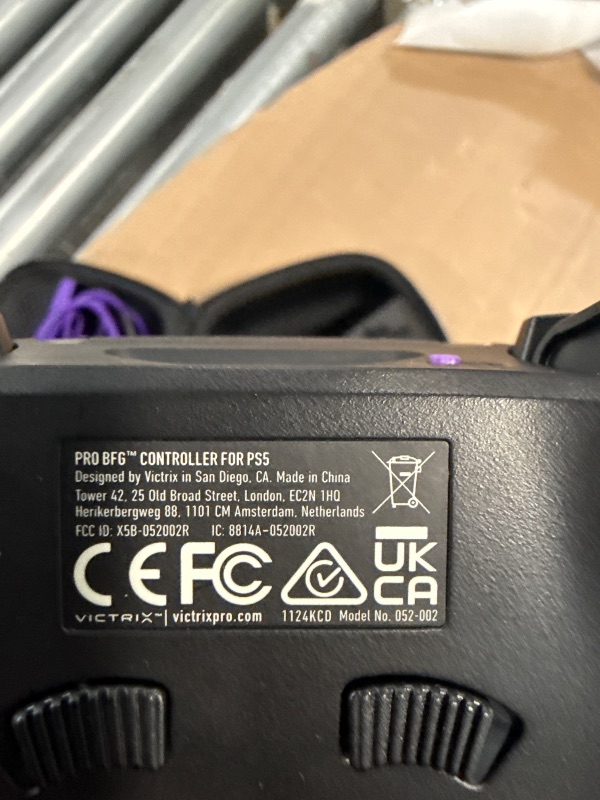 PRO BFG™ CONTROLLER FOR PS5
Designed by Victrix in San Diego, CA. Made in China
Tower 42, 25 Old Broad Street, London, EC2N 1HQ
Herikerbergweg 88, 1101 CM Amsterdam, Netherlands
FCC ID: X5B-052002R IC: 8814A-052002R
CE FC UK CA
VICTRIX™ | victrixpro.com 1124KCD Model No. 052-002